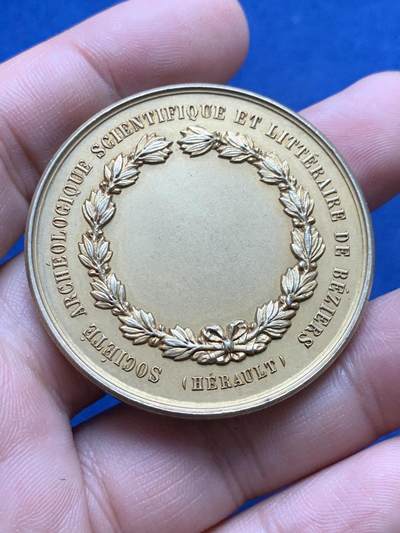 SOCIÉTÉ ARCHÉOLOGIQUE SCIENTIFIQUE ET LITTÉRAIRE DE BÉZIERS
(HÉRAULT)